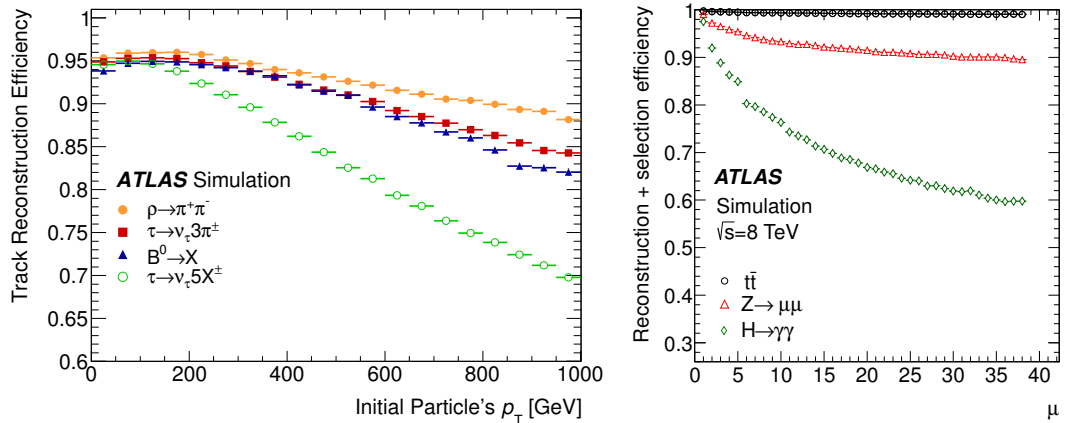 Track Reconstruction Efficiency
1
0.95
0.9
0.85
0.8
0.75
0.7
0.65
0.6
ATLAS Simulation
ρ→π⁺π⁻
τ→ν_τ3π^±
B⁰→X
τ→ν_τ5X^±
0 200 400 600 800 1000
Initial Particle's p_T [GeV]
Reconstruction + selection efficiency
1
0.9
0.8
0.7
0.6
0.5
0.4
0.3
ATLAS
Simulation
√s=8 TeV
tt̄
Z→ μμ
H→γγ
0 5 10 15 20 25 30 35 40
μ